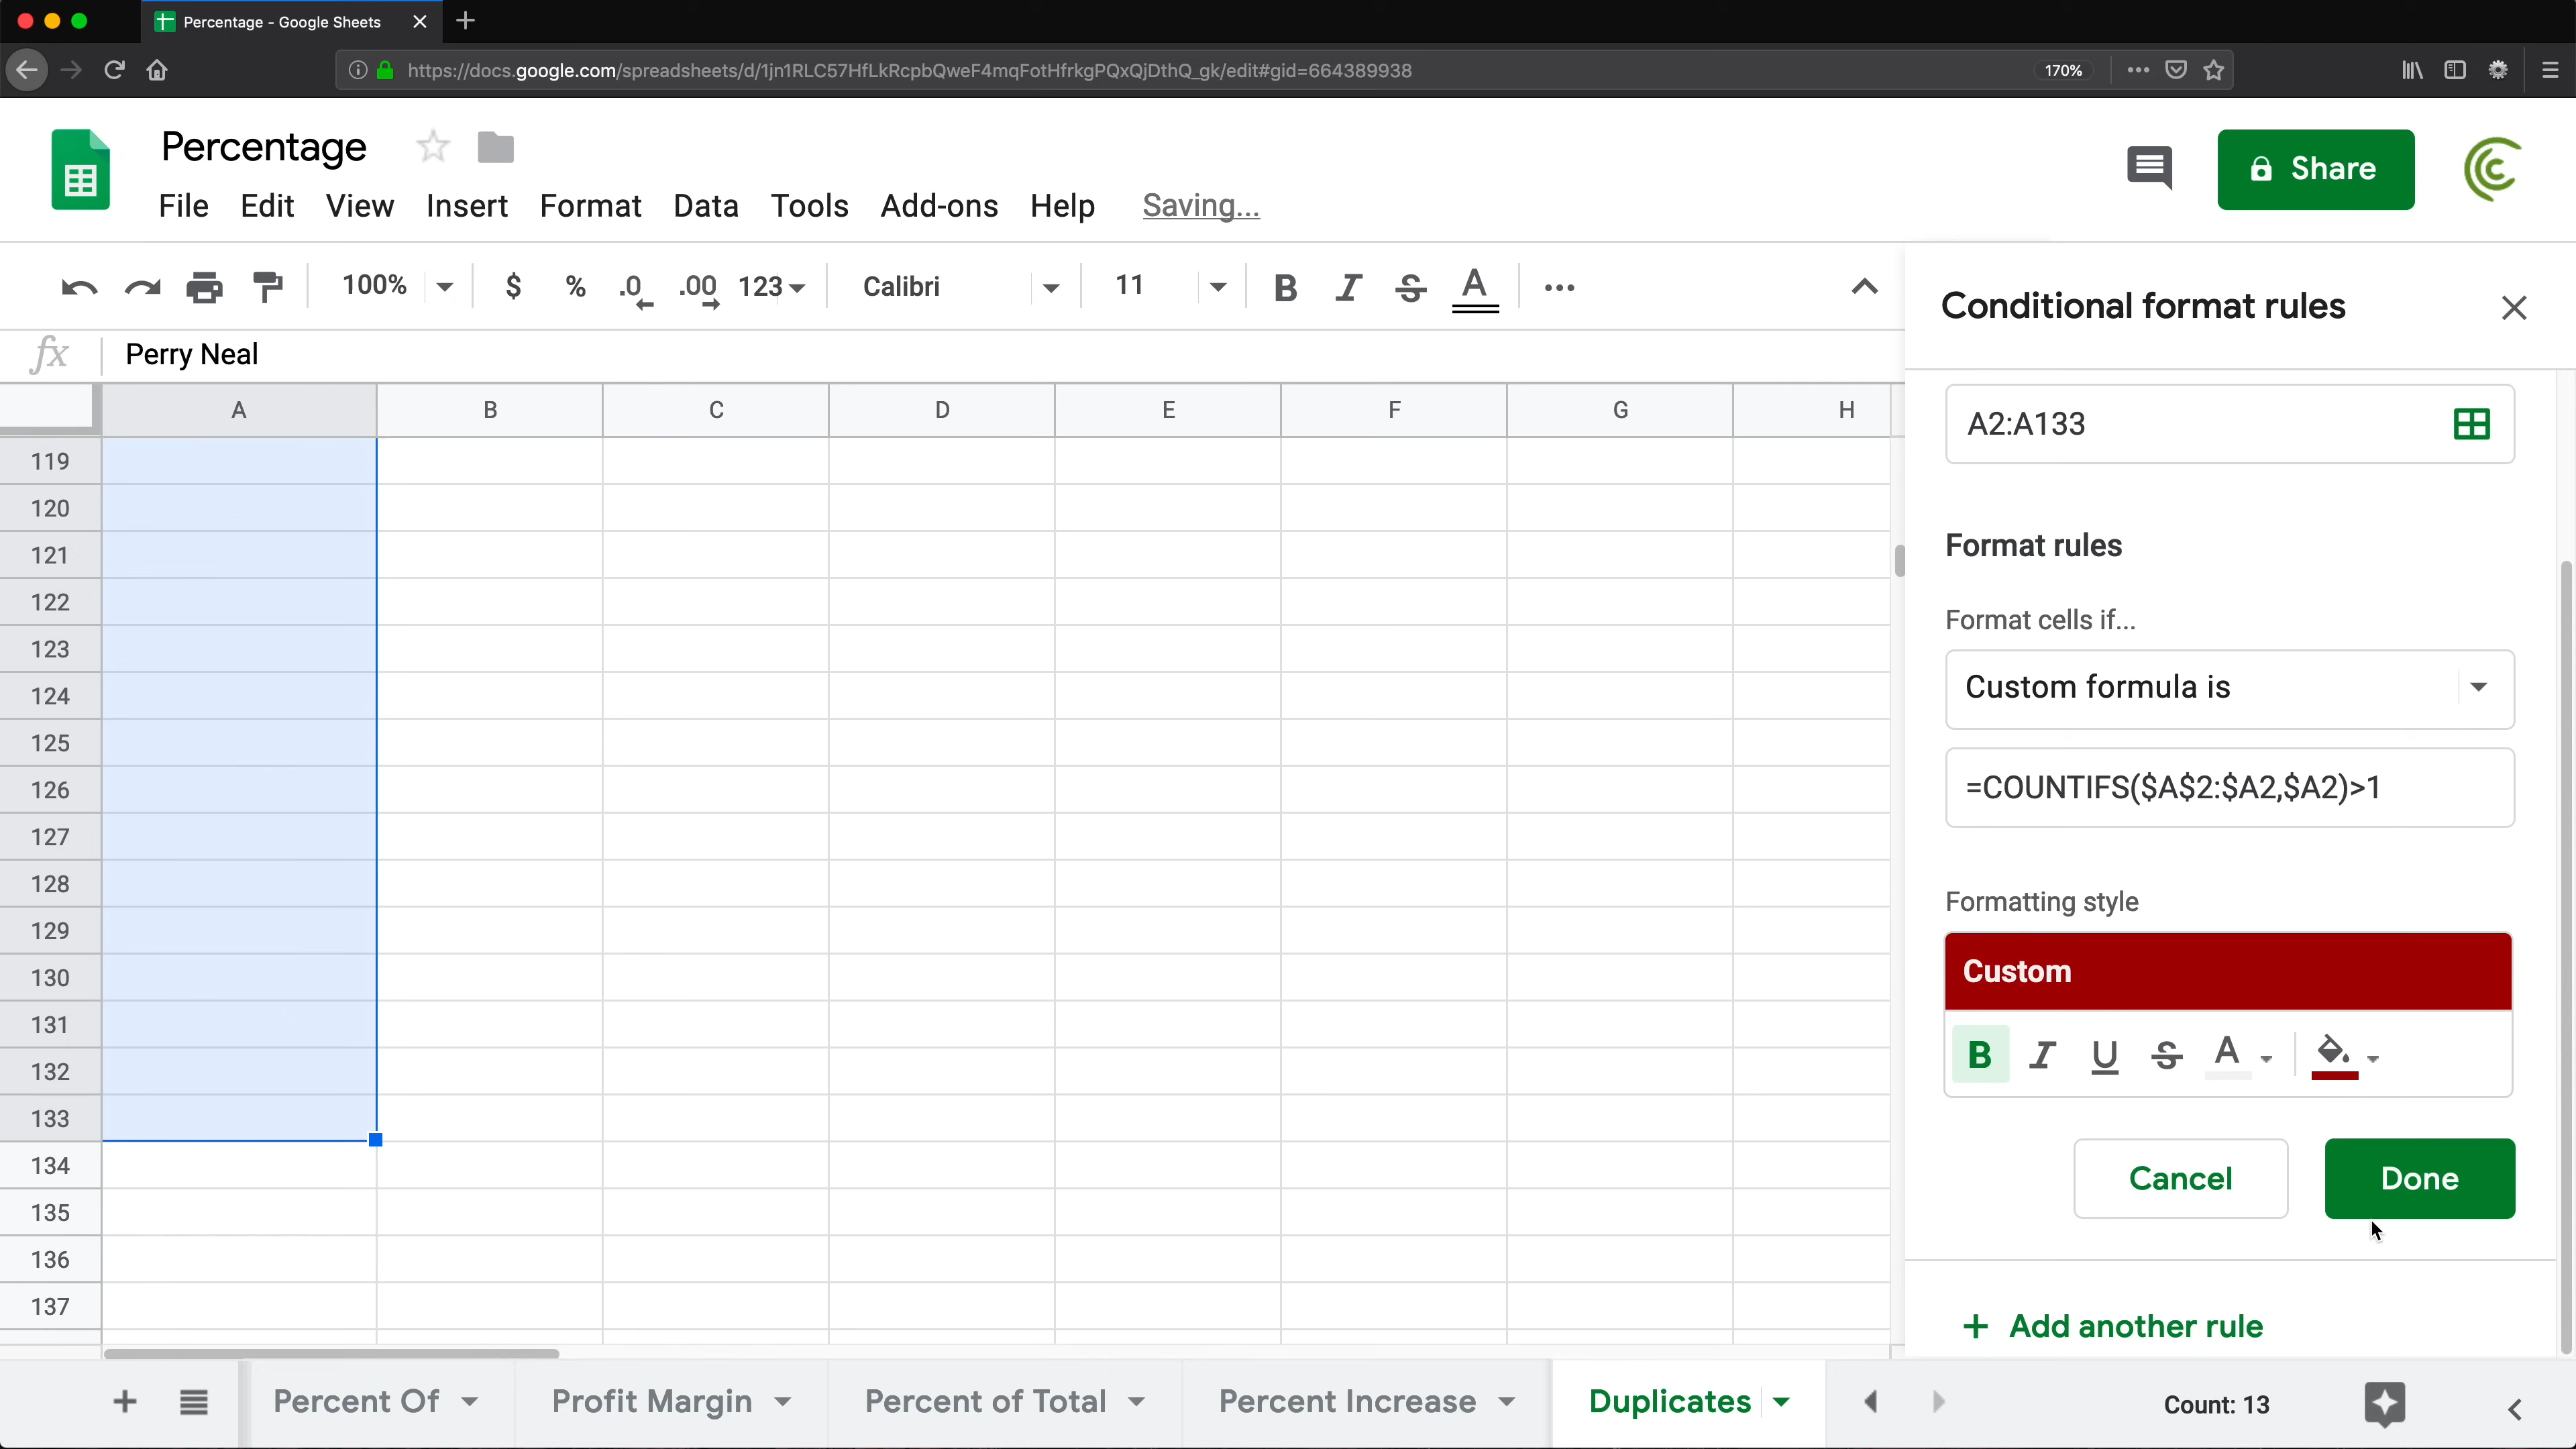 Percentage - Google Sheets
https://docs.google.com/spreadsheets/d/1jn1RLC57HfLkRcpbQweF4mqFotHfrkgPQxQjDthQ_gk/edit#gid=664389938
170%
Percentage
Share
File Edit View Insert Format Data Tools Add-ons Help Saving...
100% $ % .0 .00 123 Calibri 11 B I S A
Conditional format rules
fx Perry Neal
A B C D E F G H
A2:A133
119
120
121
122
123
124
125
126
127
128
129
130
131
132
133
134
135
136
137
Format rules
Format cells if...
Custom formula is
=COUNTIFS($A$2:$A2,$A2)>1
Formatting style
Custom
B I U S A
Cancel Done
+ Add another rule
+ Percent Of Profit Margin Percent of Total Percent Increase Duplicates Count: 13